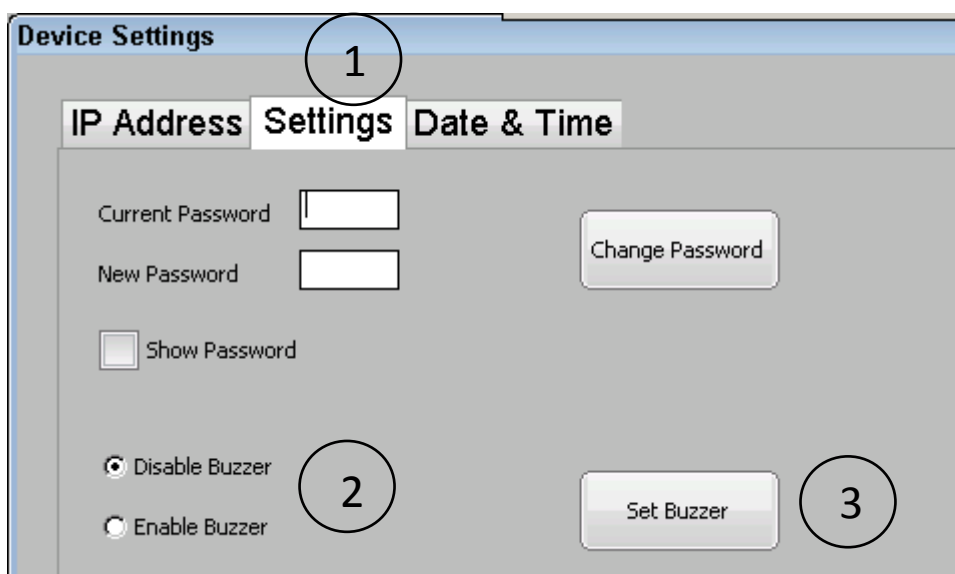 Device Settings
1
IP Address Settings Date & Time
Current Password
Change Password
New Password
Show Password
Disable Buzzer
2
Set Buzzer
3
Enable Buzzer